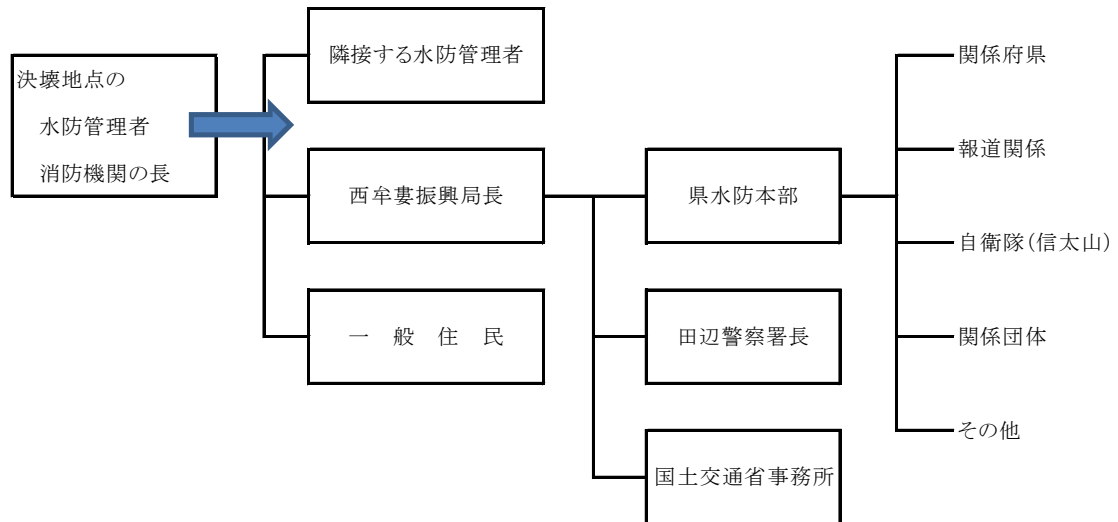 決壊地点の
水防管理者
消防機関の長
隣接する水防管理者
西牟婁振興局長
一般住民
県水防本部
田辺警察署長
国土交通省事務所
関係府県
報道関係
自衛隊(信太山)
関係団体
その他